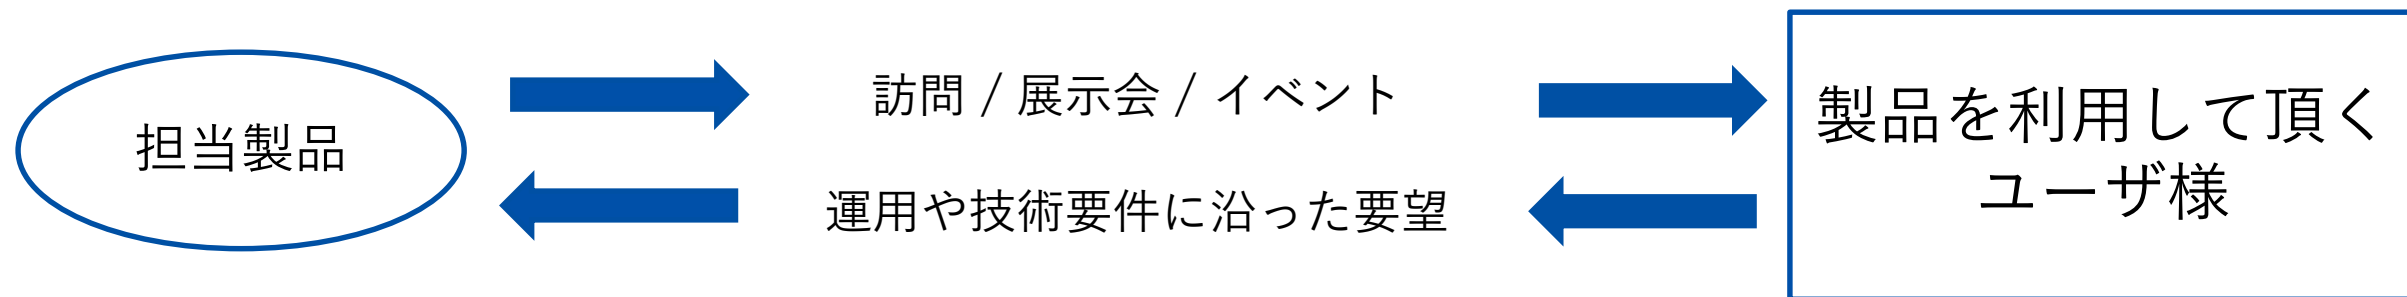 担当製品
訪問 / 展示会 / イベント
運用や技術要件に沿った要望
製品を利用して頂く
ユーザ様